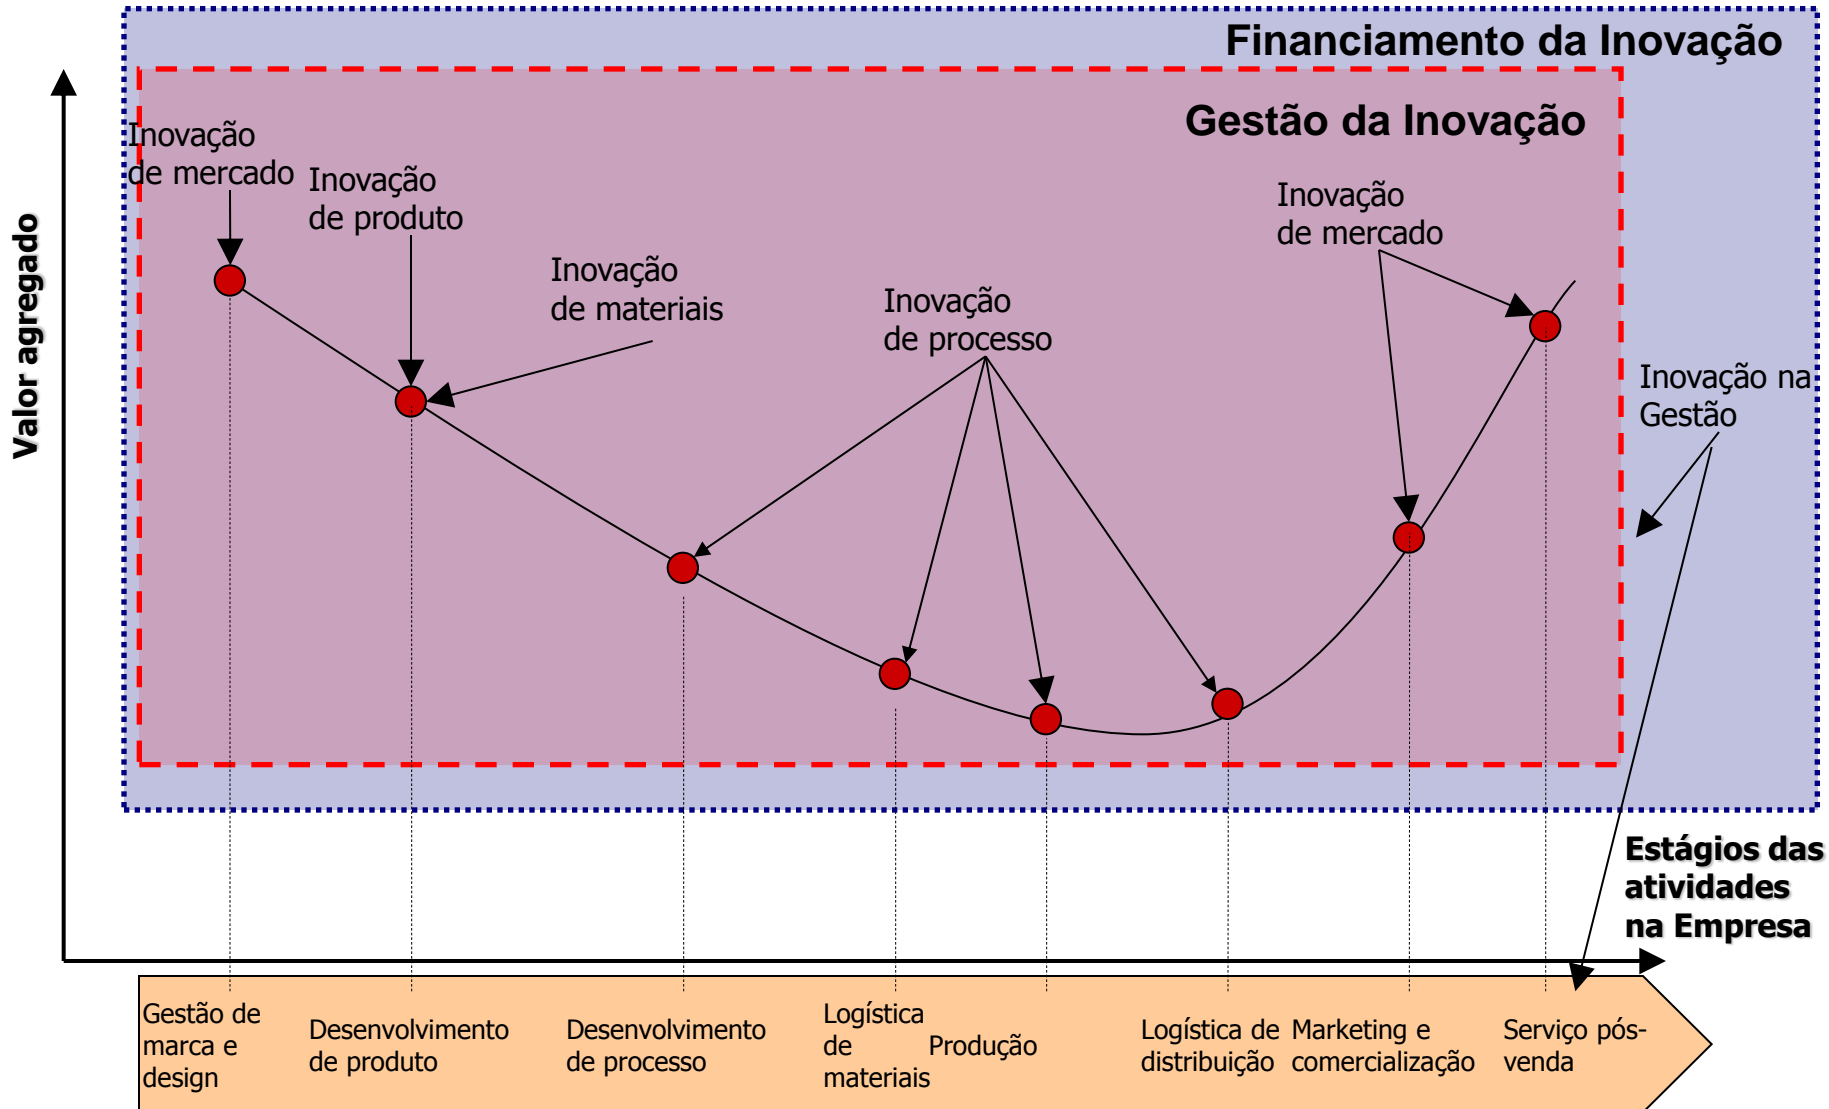 Financiamento da Inovação
Gestão da Inovação
Inovação
de mercado
Inovação
de produto
Inovação
de materiais
Inovação
de processo
Inovação
de mercado
Inovação na
Gestão
Valor agregado
Estágios das
atividades
na Empresa
Gestão de
marca e
design
Desenvolvimento
de produto
Desenvolvimento
de processo
Logística
de
materiais
Produção
Logística de
distribuição
Marketing e
comercialização
Serviço pós-
venda